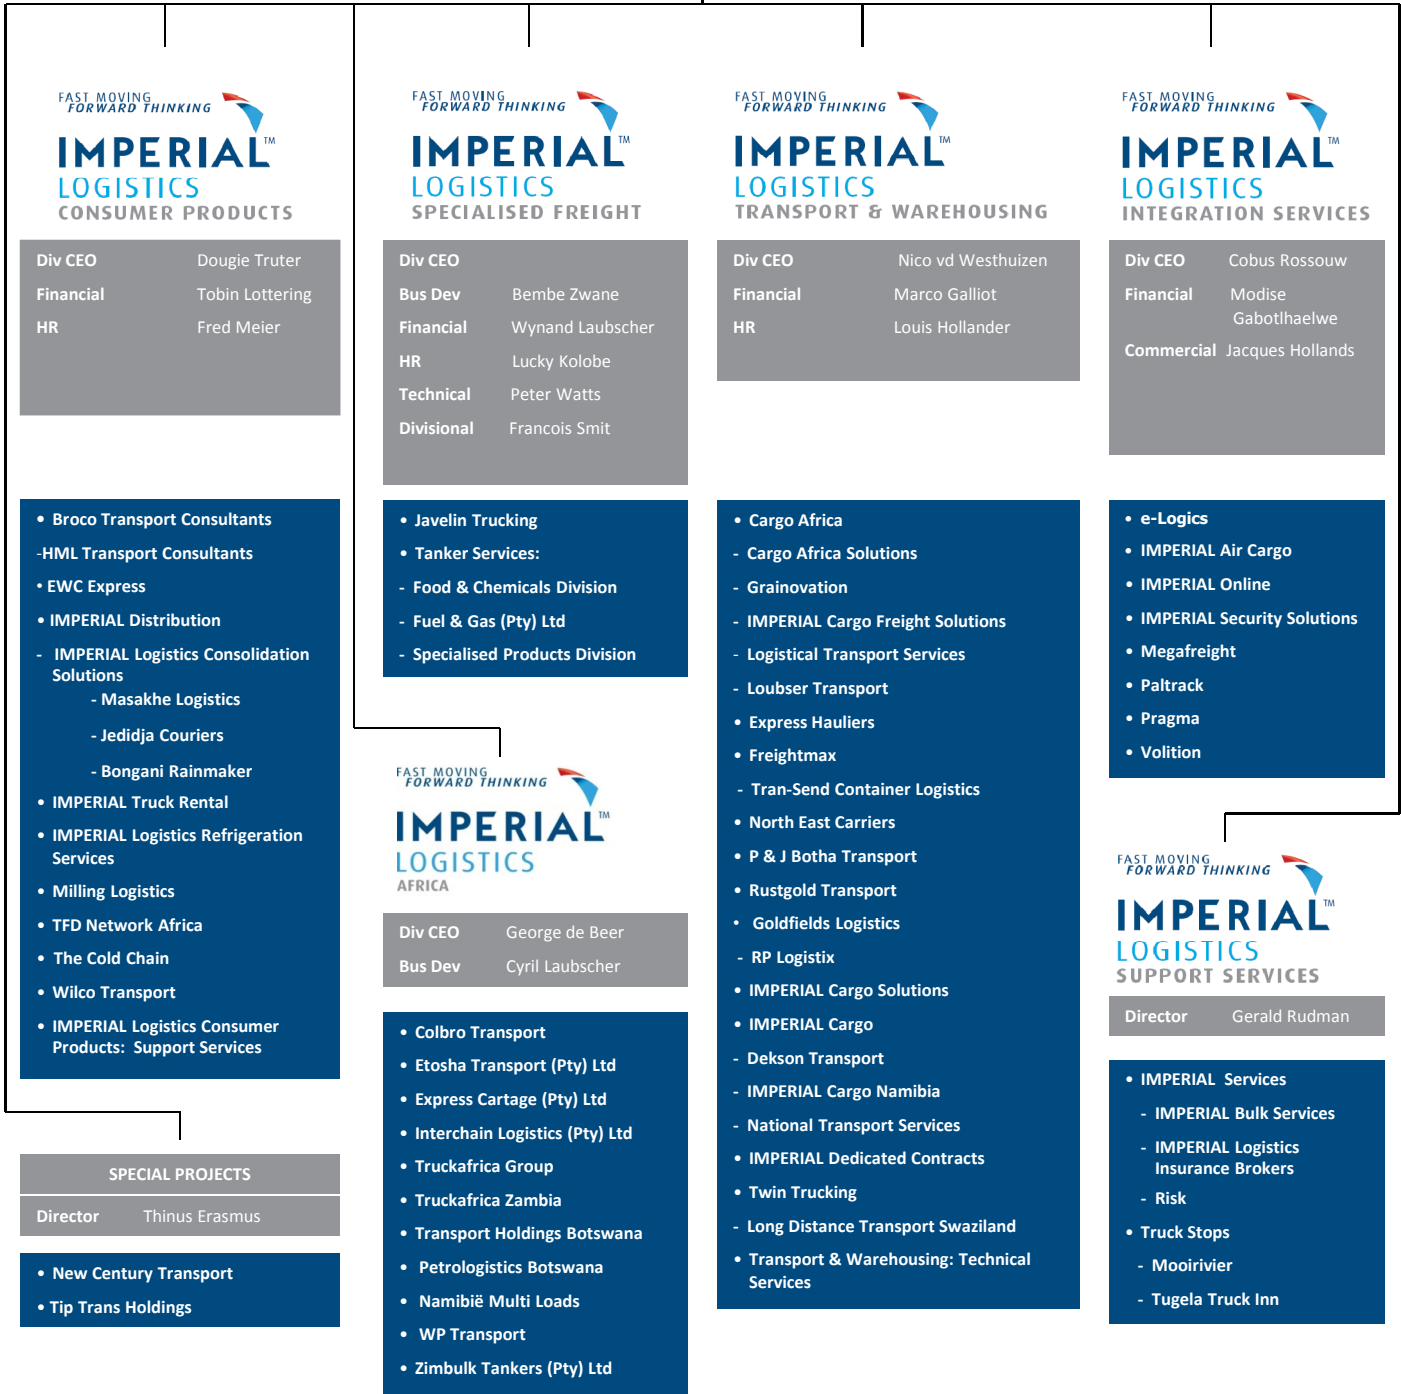 FAST MOVING
FORWARD THINKING
IMPERIAL™
LOGISTICS
CONSUMER PRODUCTS
Div CEO Dougie Truter
Financial Tobin Lottering
HR Fred Meier
• Broco Transport Consultants
-HML Transport Consultants
• EWC Express
• IMPERIAL Distribution
- IMPERIAL Logistics Consolidation
Solutions
- Masakhe Logistics
- Jedidja Couriers
- Bongani Rainmaker
• IMPERIAL Truck Rental
• IMPERIAL Logistics Refrigeration
Services
• Milling Logistics
• TFD Network Africa
• The Cold Chain
• Wilco Transport
• IMPERIAL Logistics Consumer
Products: Support Services
SPECIAL PROJECTS
Director Thinus Erasmus
• New Century Transport
• Tip Trans Holdings
FAST MOVING
FORWARD THINKING
IMPERIAL™
LOGISTICS
SPECIALISED FREIGHT
Div CEO
Bus Dev Bembe Zwane
Financial Wynand Laubscher
HR Lucky Kolobe
Technical Peter Watts
Divisional Francois Smit
• Javelin Trucking
• Tanker Services:
- Food & Chemicals Division
- Fuel & Gas (Pty) Ltd
- Specialised Products Division
FAST MOVING
FORWARD THINKING
IMPERIAL™
LOGISTICS
AFRICA
Div CEO George de Beer
Bus Dev Cyril Laubscher
• Colbro Transport
• Etosha Transport (Pty) Ltd
• Express Cartage (Pty) Ltd
• Interchain Logistics (Pty) Ltd
• Truckafrica Group
• Truckafrica Zambia
• Transport Holdings Botswana
• Petrologistics Botswana
• Namibië Multi Loads
• WP Transport
• Zimbulk Tankers (Pty) Ltd
FAST MOVING
FORWARD THINKING
IMPERIAL™
LOGISTICS
TRANSPORT & WAREHOUSING
Div CEO Nico vd Westhuizen
Financial Marco Galliot
HR Louis Hollander
• Cargo Africa
- Cargo Africa Solutions
- Grainovation
- IMPERIAL Cargo Freight Solutions
- Logistical Transport Services
- Loubser Transport
• Express Hauliers
• Freightmax
- Tran-Send Container Logistics
• North East Carriers
• P & J Botha Transport
• Rustgold Transport
• Goldfields Logistics
- RP Logistix
• IMPERIAL Cargo Solutions
• IMPERIAL Cargo
- Dekson Transport
- IMPERIAL Cargo Namibia
- National Transport Services
• IMPERIAL Dedicated Contracts
• Twin Trucking
- Long Distance Transport Swaziland
• Transport & Warehousing: Technical
Services
FAST MOVING
FORWARD THINKING
IMPERIAL™
LOGISTICS
INTEGRATION SERVICES
Div CEO Cobus Rossouw
Financial Modise
Gabotlhaelwe
Commercial Jacques Hollands
• e-Logics
• IMPERIAL Air Cargo
• IMPERIAL Online
• IMPERIAL Security Solutions
• Megafreight
• Paltrack
• Pragma
• Volition
FAST MOVING
FORWARD THINKING
IMPERIAL™
LOGISTICS
SUPPORT SERVICES
Director Gerald Rudman
• IMPERIAL Services
- IMPERIAL Bulk Services
- IMPERIAL Logistics
Insurance Brokers
- Risk
• Truck Stops
- Mooirivier
- Tugela Truck Inn